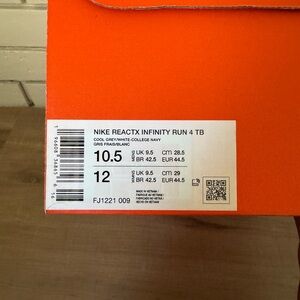 NIKE REACTX INFINITY RUN 4 TB
COOL GREY/WHITE-COLLEGE NAVY
GRIS FRAIS/BLANC
10.5 MENS UK 9.5 CM 28.5
BR 42.5 EUR 44.5
12 UK 9.5 CM 29
BR 42.5 EUR 44.5
FJ1221 009
MADE IN VIETNAM